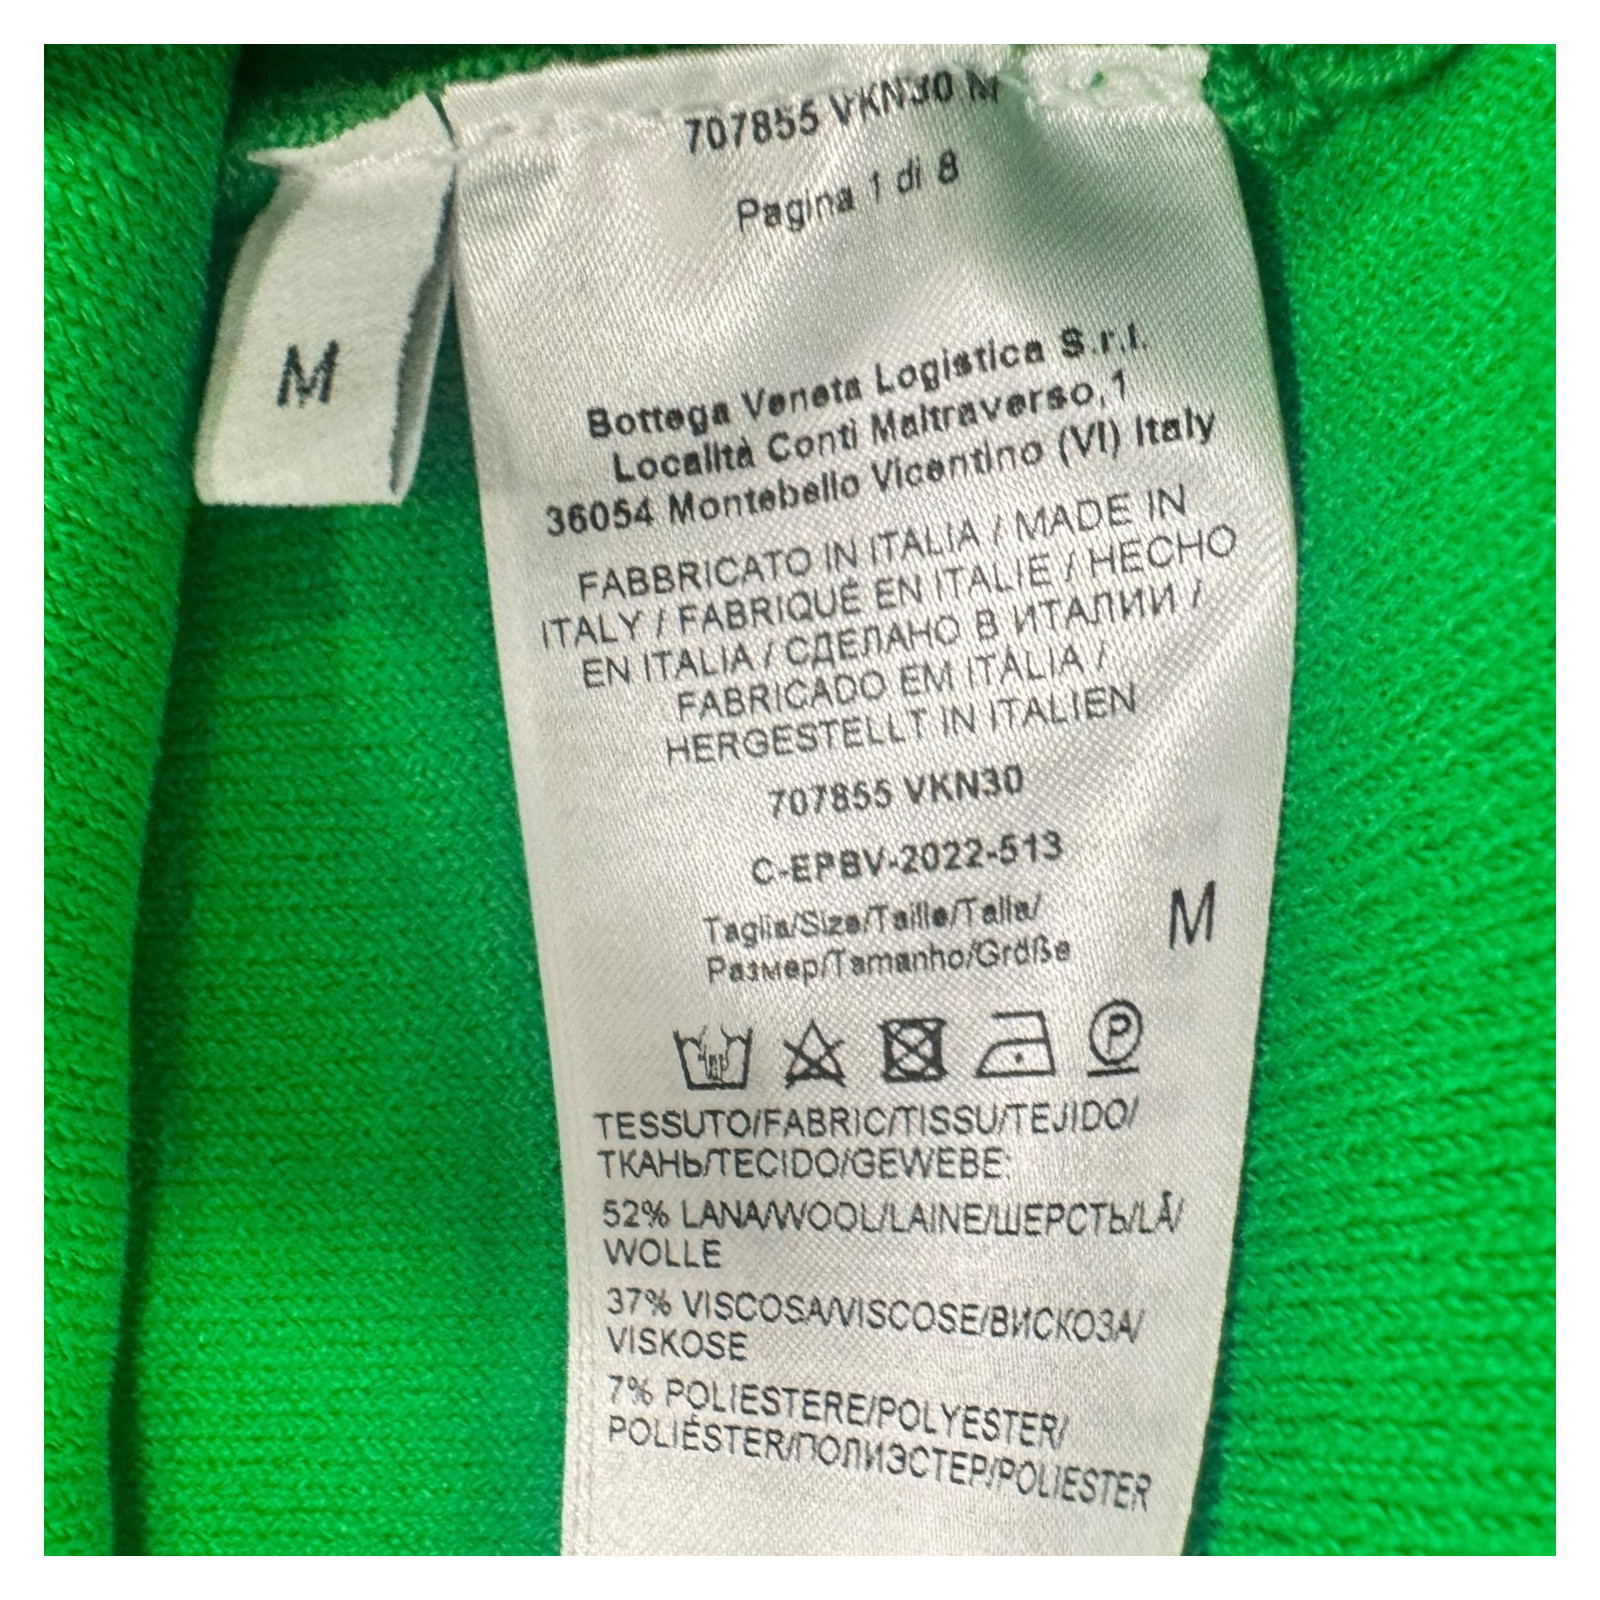 707855 VKN30 M
Pagina 1 di 8
M
Bottega Veneta Logistica S.r.l.
Località Conti Maltraverso,1
36054 Montebello Vicentino (VI) Italy
FABBRICATO IN ITALIA / MADE IN
ITALY / FABRIQUÉ EN ITALIE / HECHO
EN ITALIA / СДЕЛАНО В ИТАЛИИ /
FABRICADO EM ITÁLIA /
HERGESTELLT IN ITALIEN
707855 VKN30
C-EPBV-2022-513
Taglia/Size/Taille/Talla/
Размер/Tamanho/Größe
M
P
TESSUTO/FABRIC/TISSU/TEJIDO/
ТКАНЬ/TECIDO/GEWEBE:
52% LANA/WOOL/LAINE/ШЕРСТЬ/LÃ/
WOLLE
37% VISCOSA/VISCOSE/ВИСКОЗА/
VISKOSE
7% POLIESTERE/POLYESTER/
POLIÉSTER/ПОЛИЭСТЕР/POLIESTER